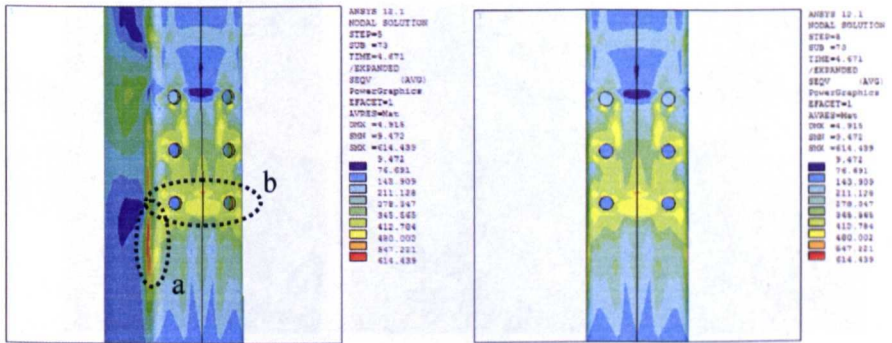 ANSYS 12.1
NODAL SOLUTION
STEP=5
SUB =73
TIME=4.671
/EXPANDED
SEQV (AVG)
PowerGraphics
EFACET=1
AVRES=Mat
DMX =4.915
SMN =9.472
SMX =614.439
9.472
76.691
143.909
211.128
278.347
345.565
412.784
480.002
547.221
614.439
b
a
ANSYS 12.1
NODAL SOLUTION
STEP=5
SUB =73
TIME=4.671
/EXPANDED
SEQV (AVG)
PowerGraphics
EFACET=1
AVRES=Mat
DMX =4.915
SMN =9.472
SMX =614.439
9.472
76.691
143.909
211.128
278.347
345.565
412.784
480.002
547.221
614.439